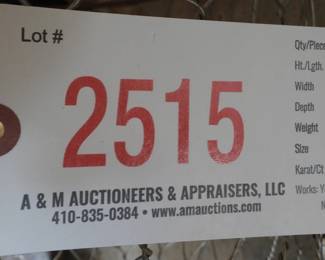 Lot #
2515
A & M AUCTIONEERS & APPRAISERS, LLC
410-835-0384 • www.amauctions.com
Qty/Piece
Ht./Lgth.
Width
Depth
Weight
Size
Karat/Ct
Works: Y
N